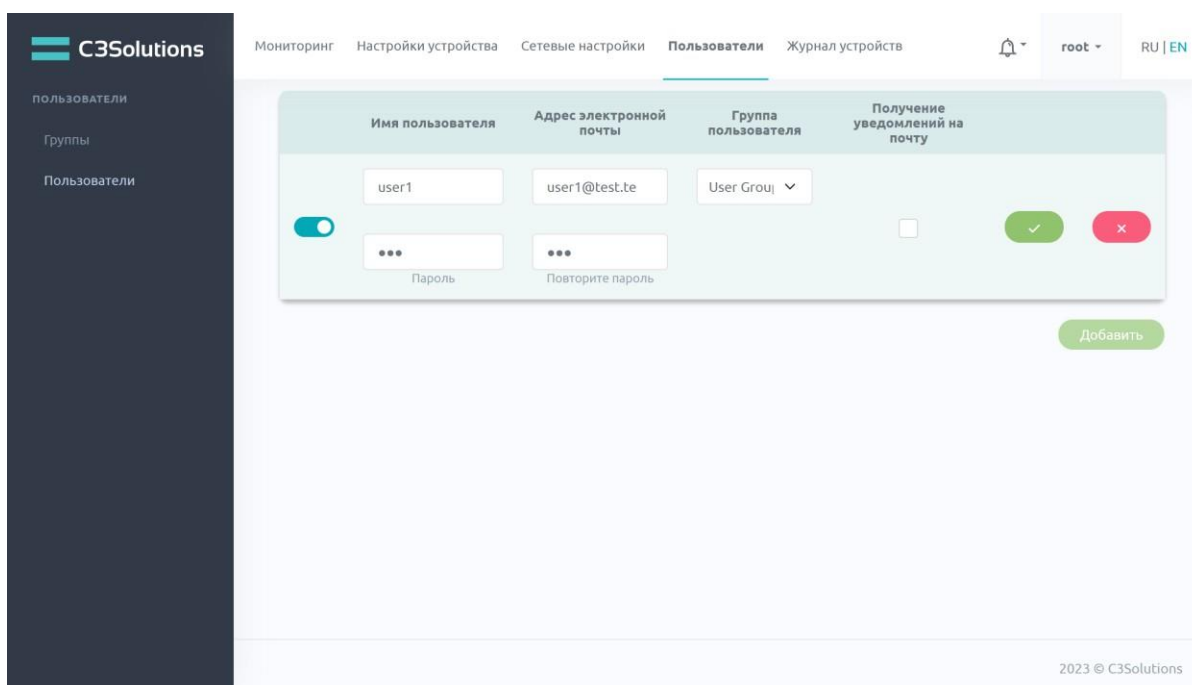 C3Solutions
Мониторинг Настройки устройства Сетевые настройки Пользователи Журнал устройств root RU | EN
ПОЛЬЗОВАТЕЛИ
Группы
Пользователи
Имя пользователя
Адрес электронной
почты
Группа
пользователя
Получение
уведомлений на
почту
user1 user1@test.te User Grou
Пароль Повторите пароль
Добавить
2023 © C3Solutions